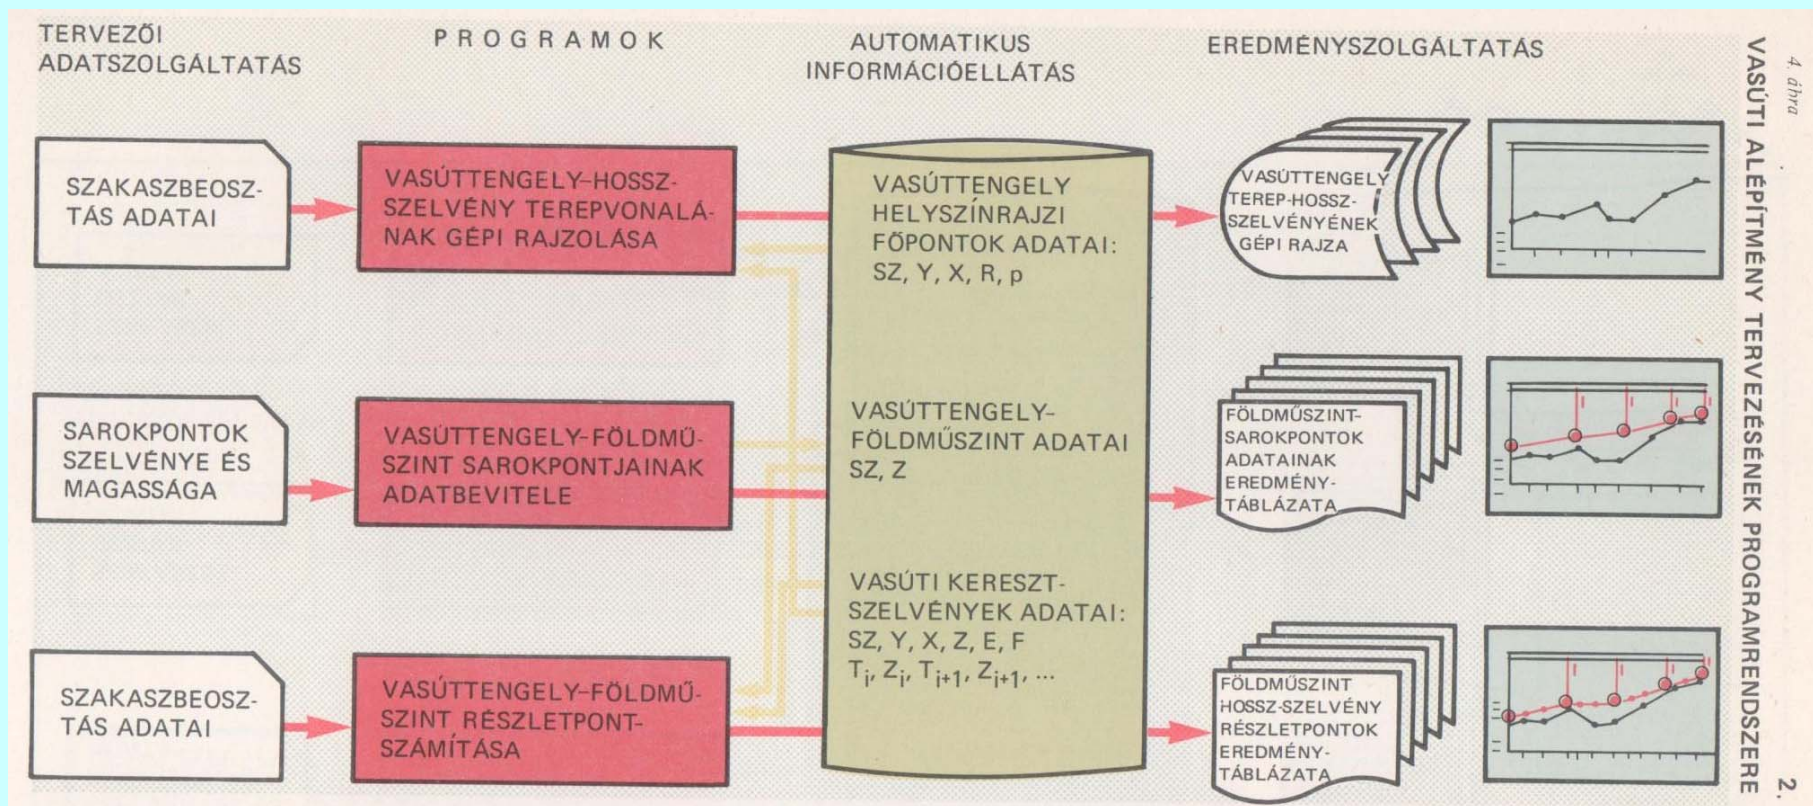 TERVEZŐI
ADATSZOLGÁLTATÁS
PROGRAMOK
AUTOMATIKUS
INFORMÁCIÓELLÁTÁS
EREDMÉNYSZOLGÁLTATÁS
SZAKASZBEOSZ-
TÁS ADATAI
VASÚTTENGELY-HOSSZ-
SZELVÉNY TEREPVONALÁ-
NAK GÉPI RAJZOLÁSA
VASÚTTENGELY
HELYSZÍNRAJZI
FŐPONTOK ADATAI:
SZ, Y, X, R, p
VASÚTTENGELY
TEREP-HOSSZ-
SZELVÉNYÉNEK
GÉPI RAJZA
SAROKPONTOK
SZELVÉNYE ÉS
MAGASSÁGA
VASÚTTENGELY-FÖLDMŰ-
SZINT SAROKPONTJAINAK
ADATBEVITELE
VASÚTTENGELY-
FÖLDMŰSZINT ADATAI
SZ, Z
FÖLDMŰSZINT-
SAROKPONTOK
ADATAINAK
EREDMÉNY-
TÁBLÁZATA
SZAKASZBEOSZ-
TÁS ADATAI
VASÚTTENGELY-FÖLDMŰ-
SZINT RÉSZLETPONT-
SZÁMÍTÁSA
VASÚTI KERESZT-
SZELVÉNYEK ADATAI:
SZ, Y, X, Z, E, F
Ti, Zi, Ti+1, Zi+1, ...
FÖLDMŰSZINT
HOSSZ-SZELVÉNY
RÉSZLETPONTOK
EREDMÉNY-
TÁBLÁZATA
4. ábra
VASÚTI ALÉPÍTMÉNY TERVEZÉSÉNEK PROGRAMRENDSZERE 2.